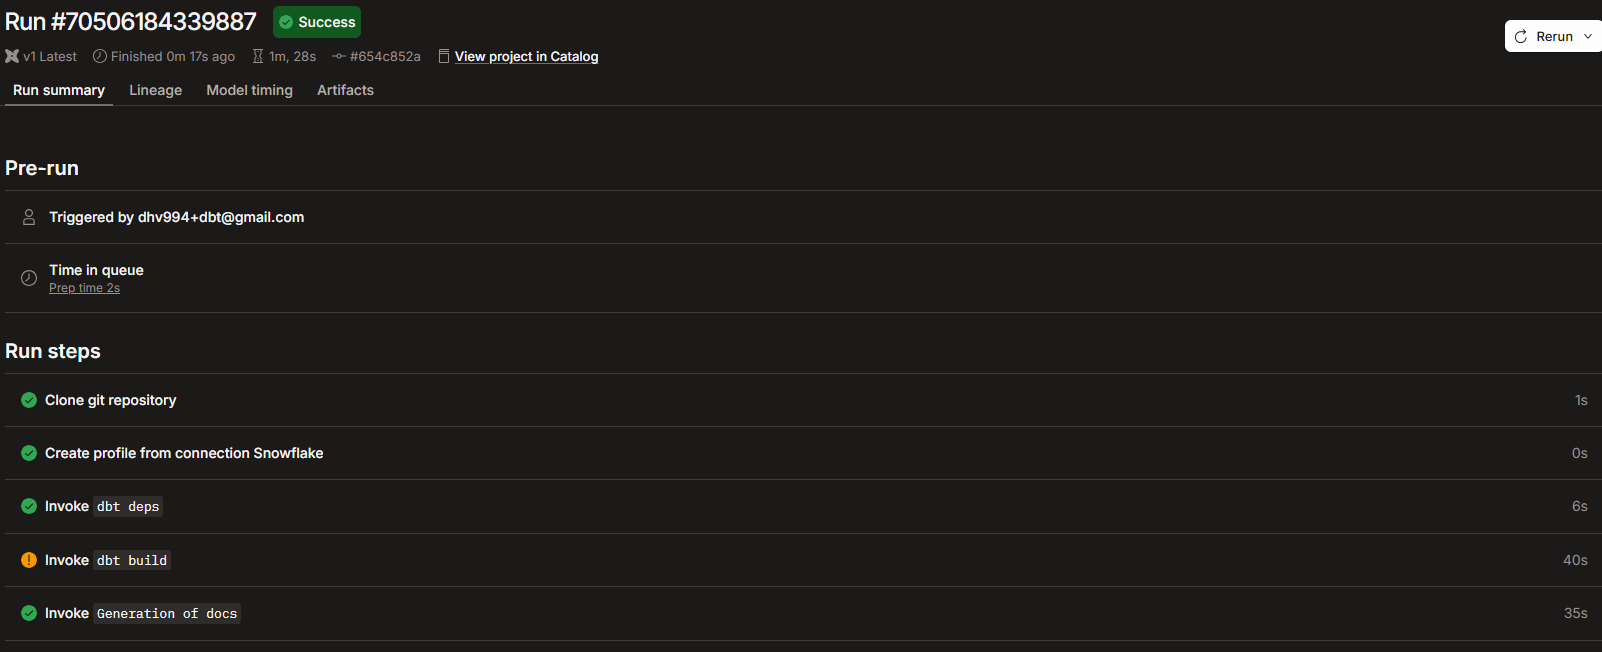 Run #70506184339887 Success
Rerun
v1 Latest Finished 0m 17s ago 1m, 28s #654c852a View project in Catalog
Run summary Lineage Model timing Artifacts
Pre-run
Triggered by dhv994+dbt@gmail.com
Time in queue
Prep time 2s
Run steps
Clone git repository 1s
Create profile from connection Snowflake 0s
Invoke dbt deps 6s
Invoke dbt build 40s
Invoke Generation of docs 35s